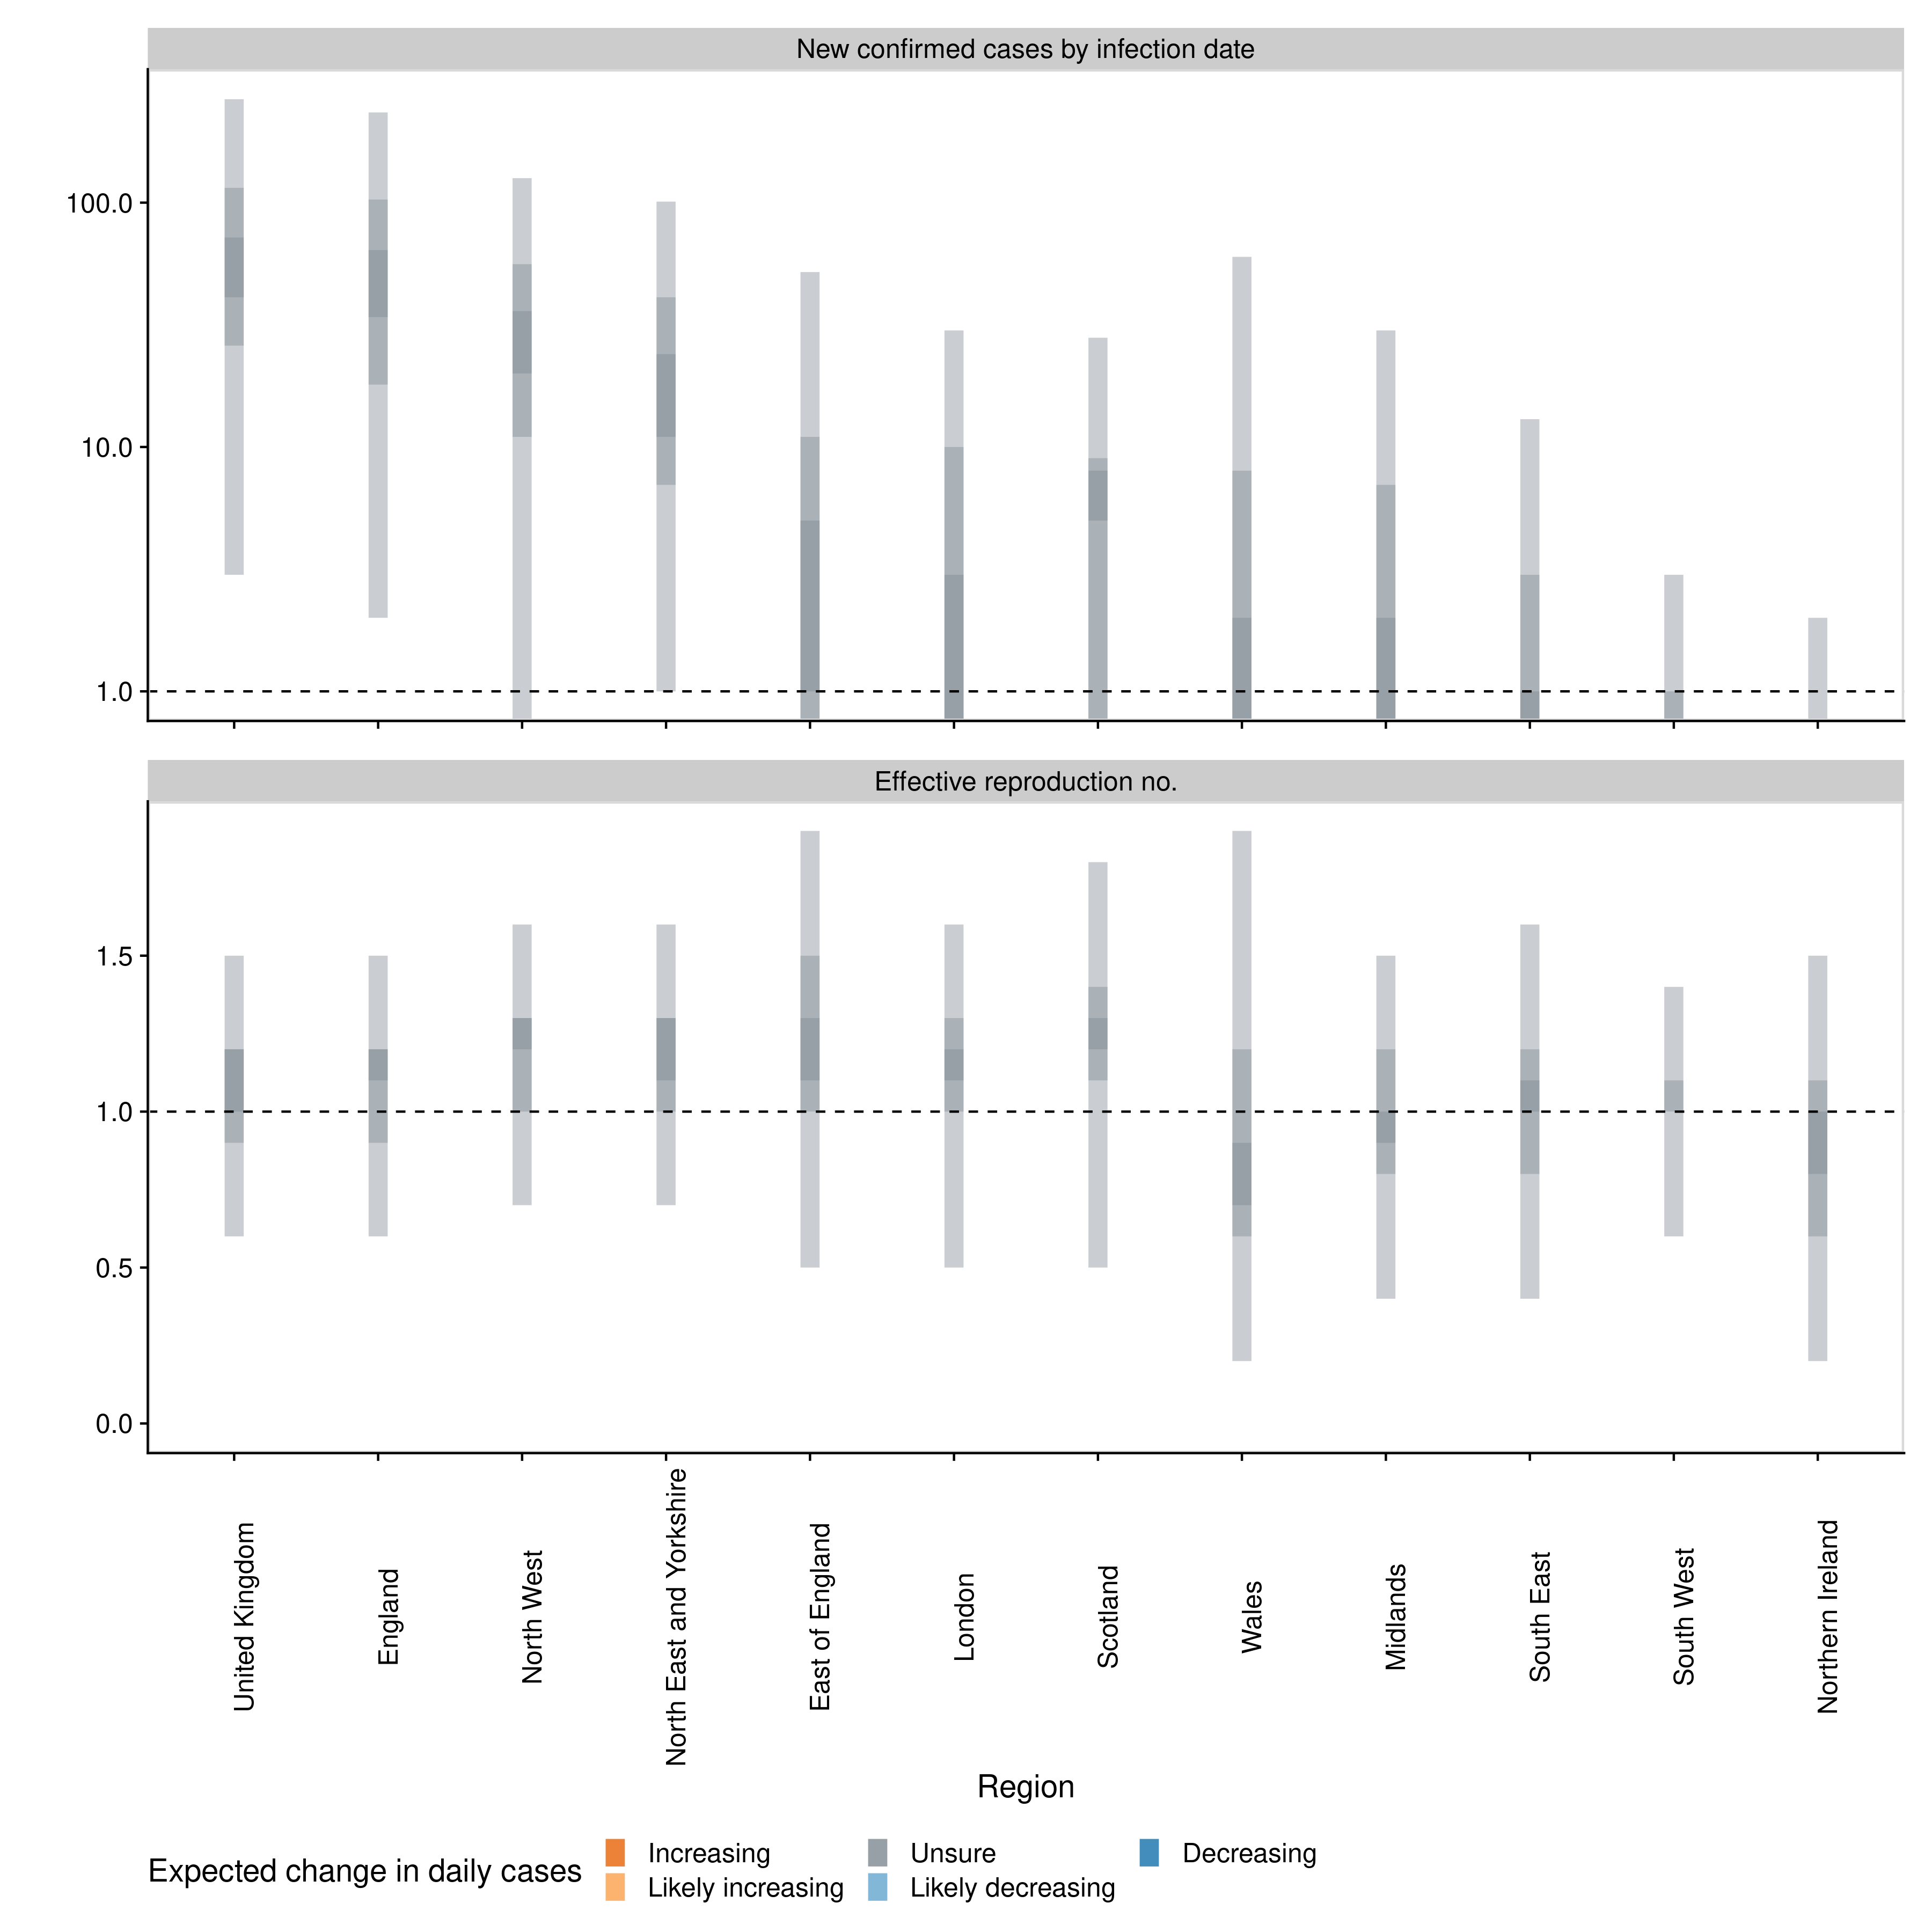 New confirmed cases by infection date
100.0
10.0
1.0
Effective reproduction no.
1.5
1.0
0.5
0.0
United Kingdom
England
North West
North East and Yorkshire
East of England
London
Scotland
Wales
Midlands
South East
South West
Northern Ireland
Region
Expected change in daily cases
Increasing
Likely increasing
Unsure
Likely decreasing
Decreasing